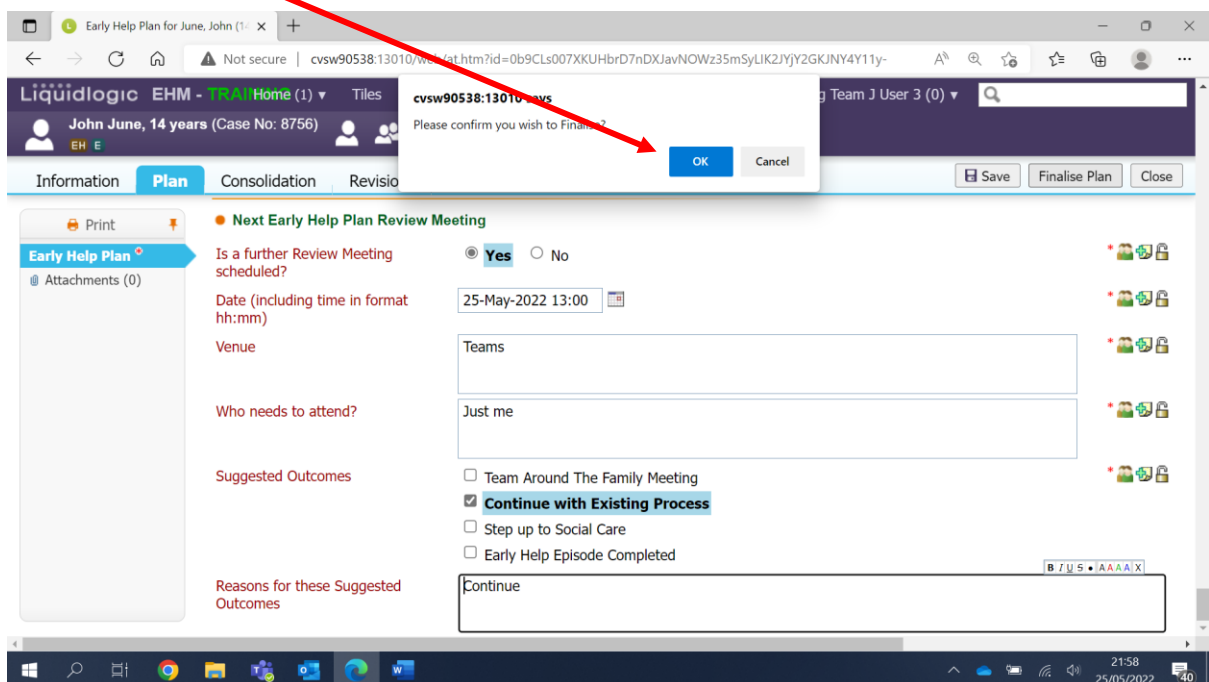 Early Help Plan for June, John (14
Not secure | cvsw90538:13010/web/at.htm?id=0b9CLs007XKUHbrD7nDXJavNOWz35mSyLIK2JYjY2GKJNY4Y11y-
Liquidlogic EHM - TRAINING Home (1) Tiles
g Team J User 3 (0)
John June, 14 years (Case No: 8756)
EH E
cvsw90538:13010 says
Please confirm you wish to Finalise?
OK Cancel
Information Plan Consolidation Revisio
Save Finalise Plan Close
Print
Early Help Plan
Attachments (0)
Next Early Help Plan Review Meeting
Is a further Review Meeting scheduled?
Yes No
Date (including time in format hh:mm)
25-May-2022 13:00
Venue
Teams
Who needs to attend?
Just me
Suggested Outcomes
Team Around The Family Meeting
Continue with Existing Process
Step up to Social Care
Early Help Episode Completed
B I U S • A A A A X
Reasons for these Suggested Outcomes
Continue
21:58
25/05/2022
40